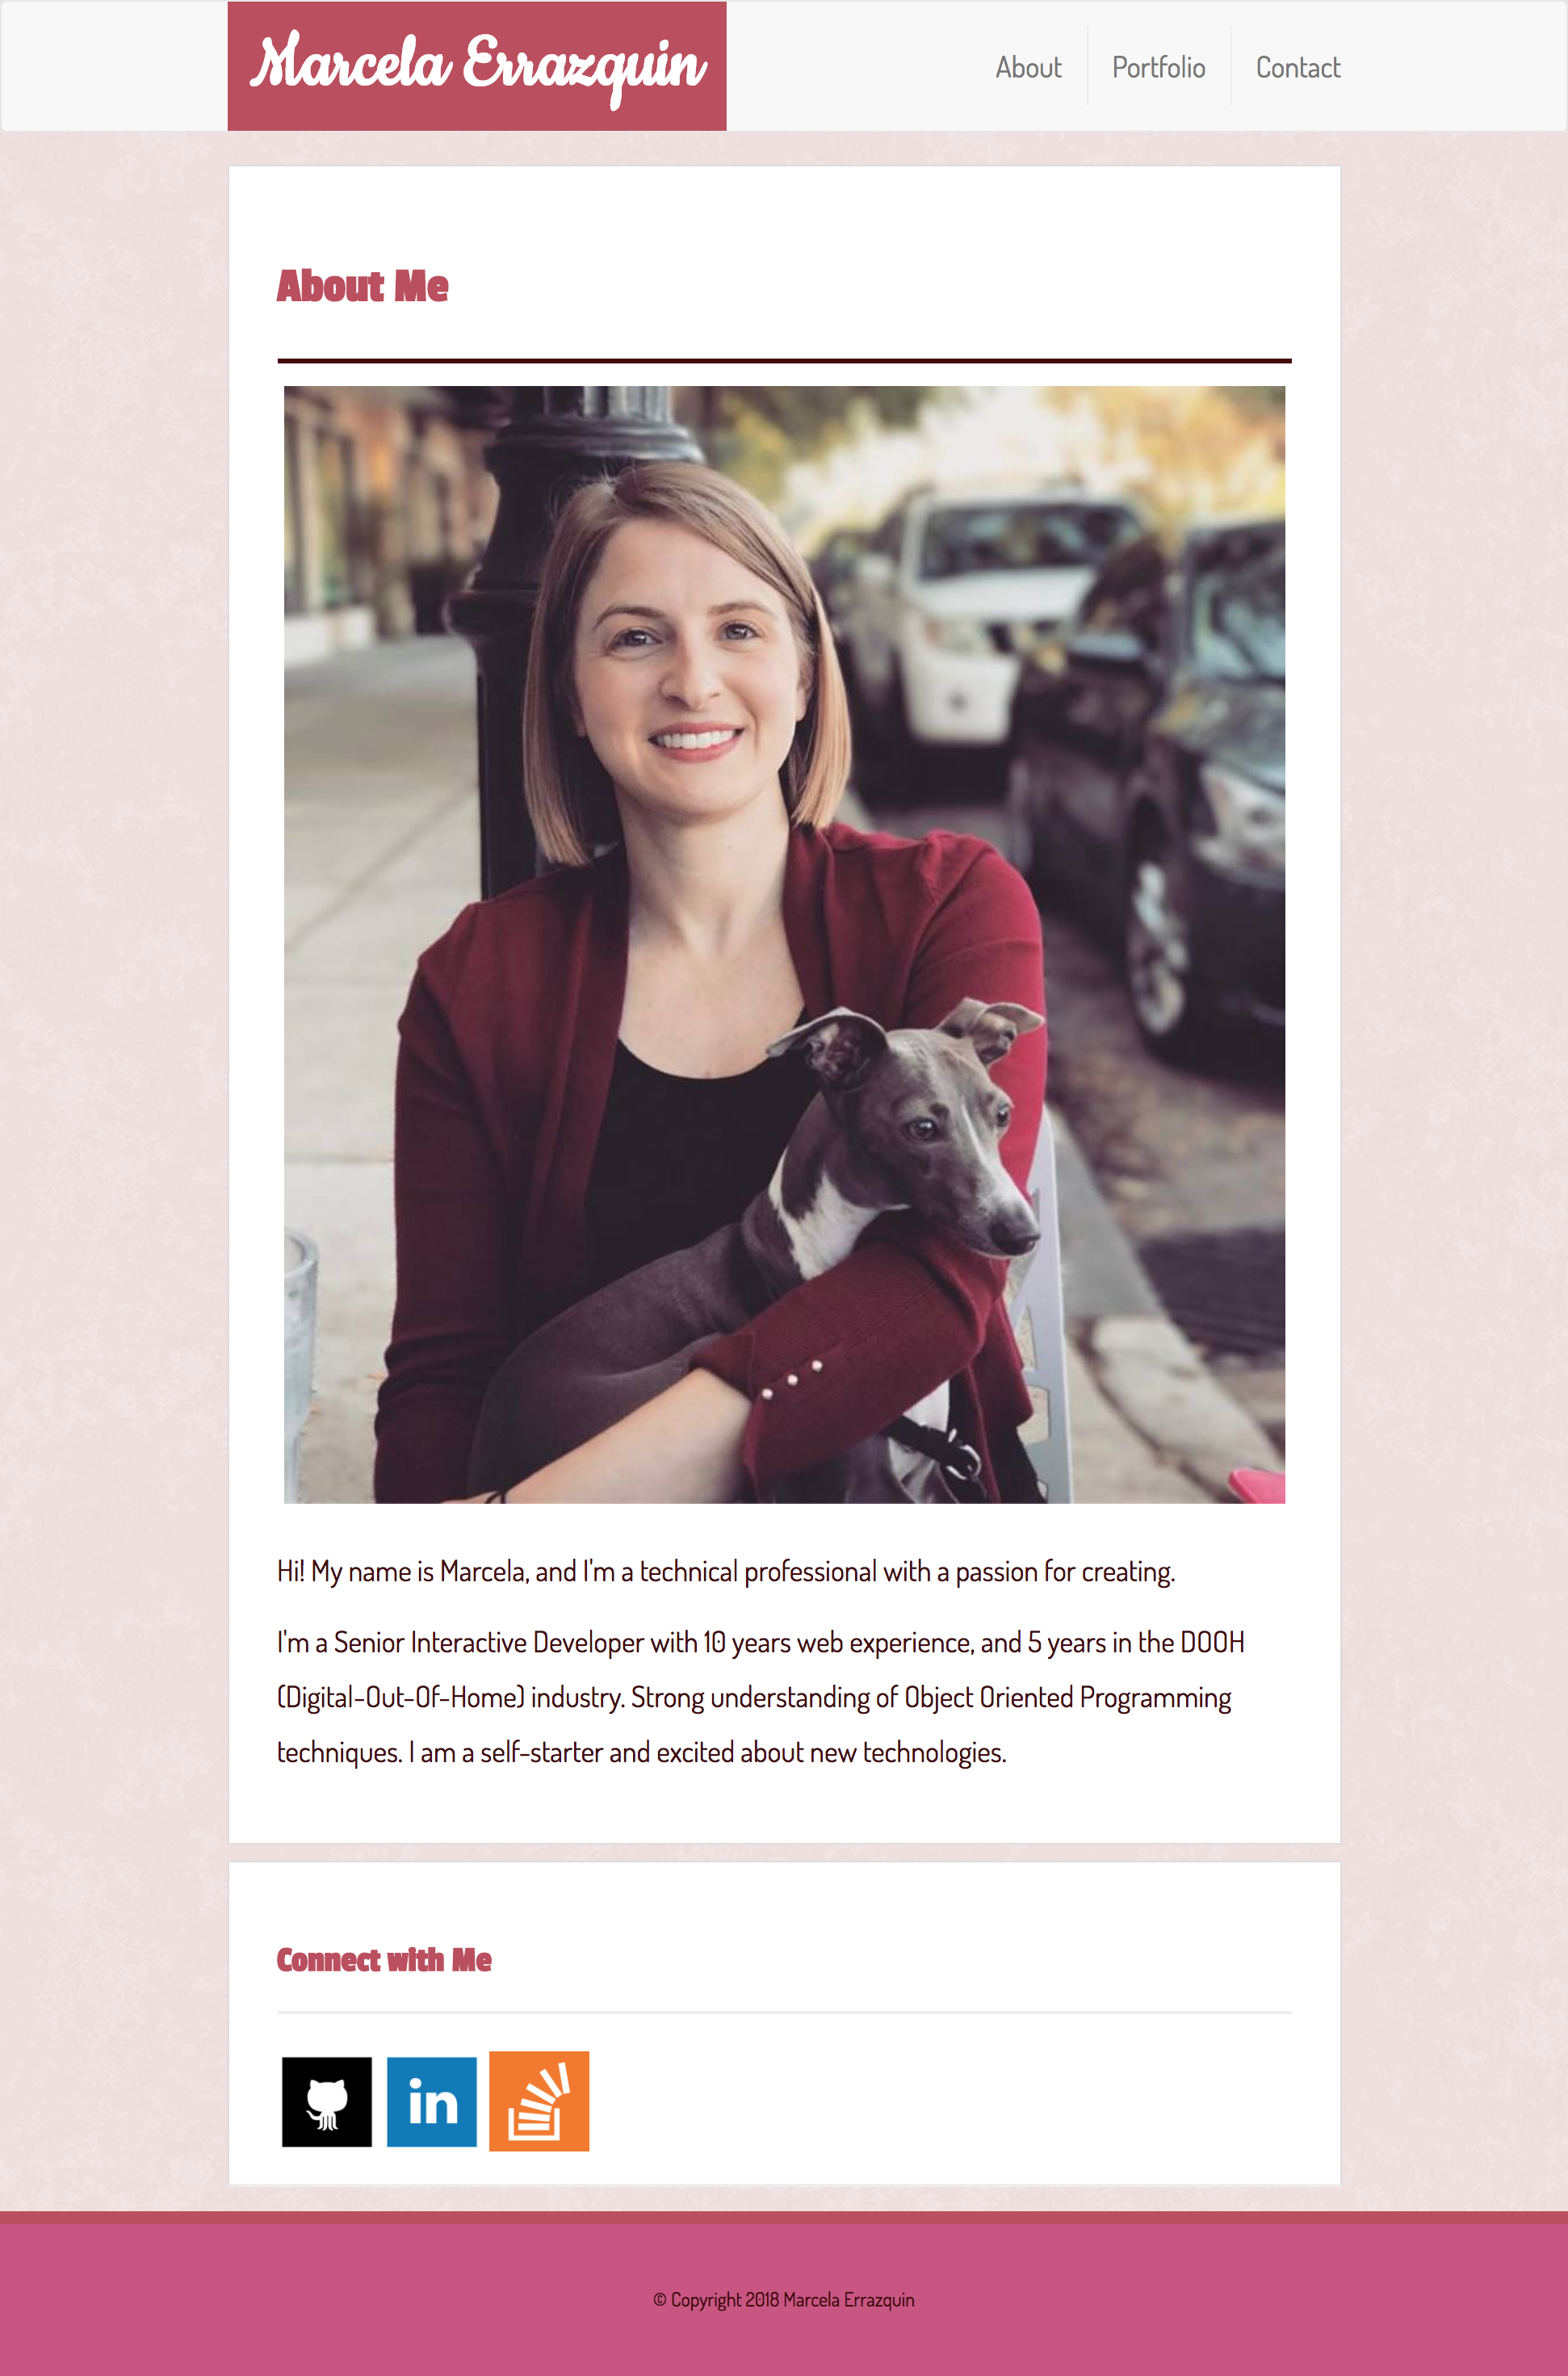 Marcela Errazquin
About
Portfolio
Contact
About Me
Hi! My name is Marcela, and I'm a technical professional with a passion for creating.
I'm a Senior Interactive Developer with 10 years web experience, and 5 years in the DOOH
(Digital-Out-Of-Home) industry. Strong understanding of Object Oriented Programming
techniques. I am a self-starter and excited about new technologies.
Connect with Me
in
© Copyright 2018 Marcela Errazquin